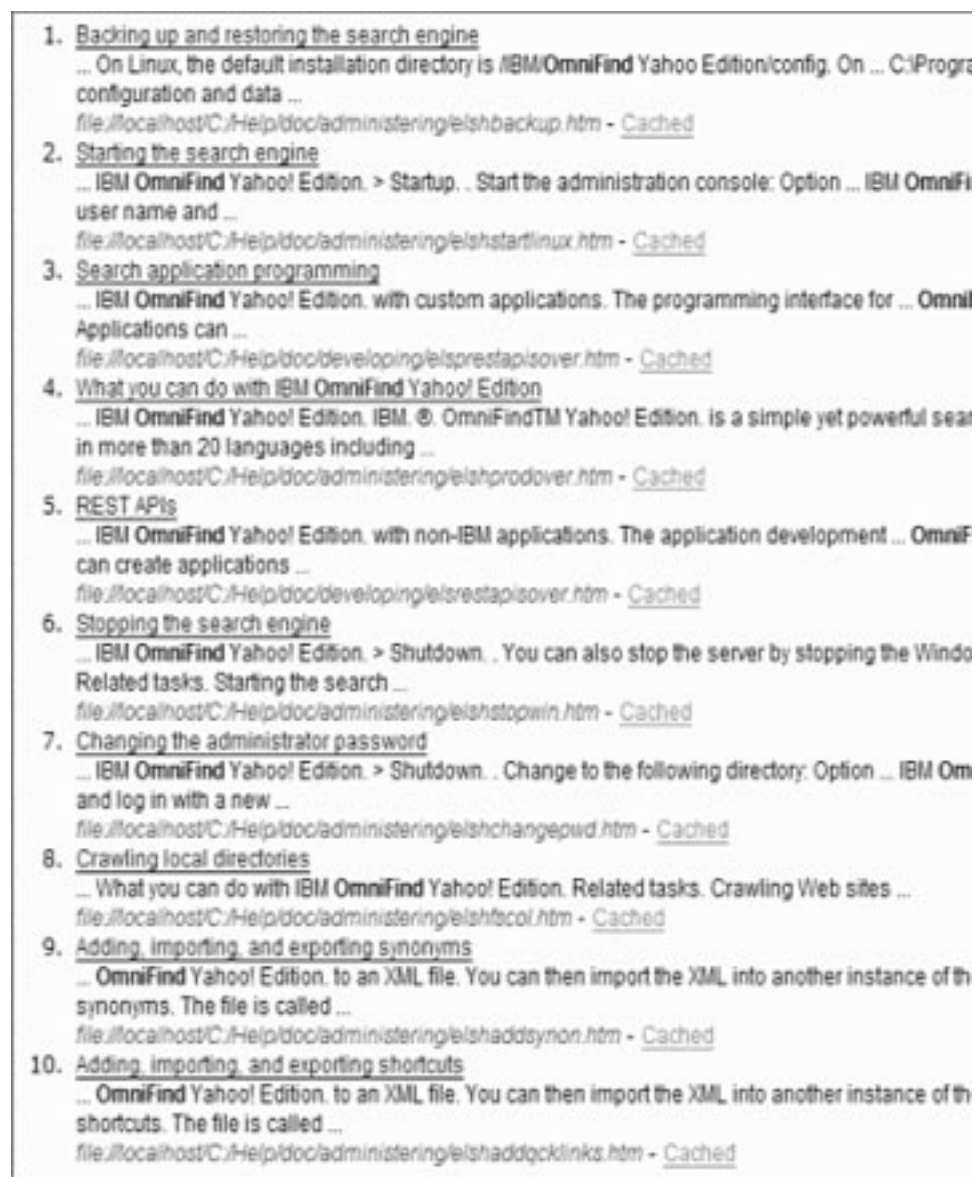 1. Backing up and restoring the search engine
... On Linux, the default installation directory is /IBM/OmniFind Yahoo Edition/config. On ... C:\Progra
configuration and data ...
file://localhost/C:/Help/doc/administering/elshbackup.htm - Cached
2. Starting the search engine
... IBM OmniFind Yahoo! Edition. > Startup. . Start the administration console: Option ... IBM OmniFi
user name and ...
file://localhost/C:/Help/doc/administering/elshstartlinux.htm - Cached
3. Search application programming
... IBM OmniFind Yahoo! Edition. with custom applications. The programming interface for ... Omni
Applications can ...
file://localhost/C:/Help/doc/developing/elsprestapisover.htm - Cached
4. What you can do with IBM OmniFind Yahoo! Edition
... IBM OmniFind Yahoo! Edition. IBM. ®. OmniFindTM Yahoo! Edition. is a simple yet powerful sear
in more than 20 languages including ...
file://localhost/C:/Help/doc/administering/elshprodover.htm - Cached
5. REST APIs
... IBM OmniFind Yahoo! Edition. with non-IBM applications. The application development ... OmniF
can create applications ...
file://localhost/C:/Help/doc/developing/elsrestapisover.htm - Cached
6. Stopping the search engine
... IBM OmniFind Yahoo! Edition. > Shutdown. . You can also stop the server by stopping the Windo
Related tasks. Starting the search ...
file://localhost/C:/Help/doc/administering/elshstopwin.htm - Cached
7. Changing the administrator password
... IBM OmniFind Yahoo! Edition. > Shutdown. . Change to the following directory: Option ... IBM Om
and log in with a new ...
file://localhost/C:/Help/doc/administering/elshchangepwd.htm - Cached
8. Crawling local directories
... What you can do with IBM OmniFind Yahoo! Edition. Related tasks. Crawling Web sites ...
file://localhost/C:/Help/doc/administering/elshfscol.htm - Cached
9. Adding, importing, and exporting synonyms
... OmniFind Yahoo! Edition. to an XML file. You can then import the XML into another instance of th
synonyms. The file is called ...
file://localhost/C:/Help/doc/administering/elshaddsynon.htm - Cached
10. Adding, importing, and exporting shortcuts
... OmniFind Yahoo! Edition. to an XML file. You can then import the XML into another instance of th
shortcuts. The file is called ...
file://localhost/C:/Help/doc/administering/elshaddqcklinks.htm - Cached